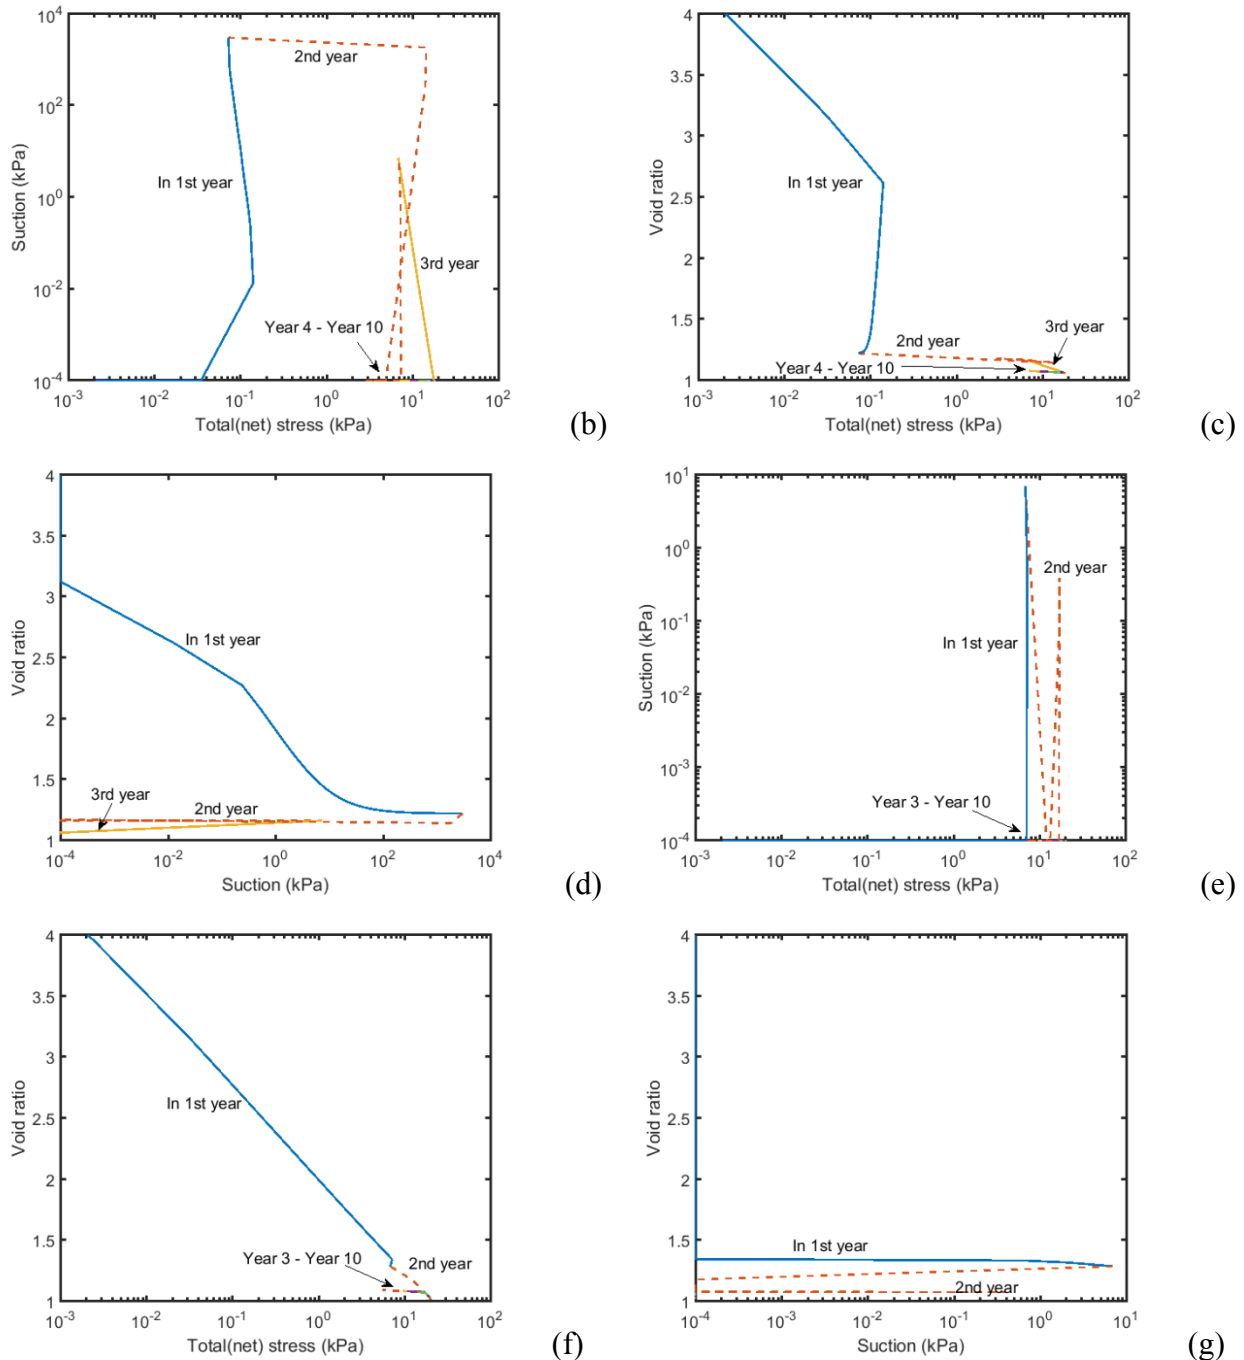 10^4
10^2
10^0
10^-2
10^-4
Suction (kPa)
2nd year
In 1st year
3rd year
Year 4 - Year 10
10^-3 10^-2 10^-1 10^0 10^1 10^2
Total(net) stress (kPa)
(b)
4
3.5
3
2.5
2
1.5
1
Void ratio
In 1st year
2nd year
3rd year
Year 4 - Year 10
10^-3 10^-2 10^-1 10^0 10^1 10^2
Total(net) stress (kPa)
(c)
4
3.5
3
2.5
2
1.5
1
Void ratio
In 1st year
3rd year
2nd year
10^-4 10^-2 10^0 10^2 10^4
Suction (kPa)
(d)
10^1
10^0
10^-1
10^-2
10^-3
10^-4
Suction (kPa)
2nd year
In 1st year
Year 3 - Year 10
10^-3 10^-2 10^-1 10^0 10^1 10^2
Total(net) stress (kPa)
(e)
4
3.5
3
2.5
2
1.5
1
Void ratio
In 1st year
Year 3 - Year 10
2nd year
10^-3 10^-2 10^-1 10^0 10^1 10^2
Total(net) stress (kPa)
(f)
4
3.5
3
2.5
2
1.5
1
Void ratio
In 1st year
2nd year
10^-4 10^-3 10^-2 10^-1 10^0 10^1
Suction (kPa)
(g)